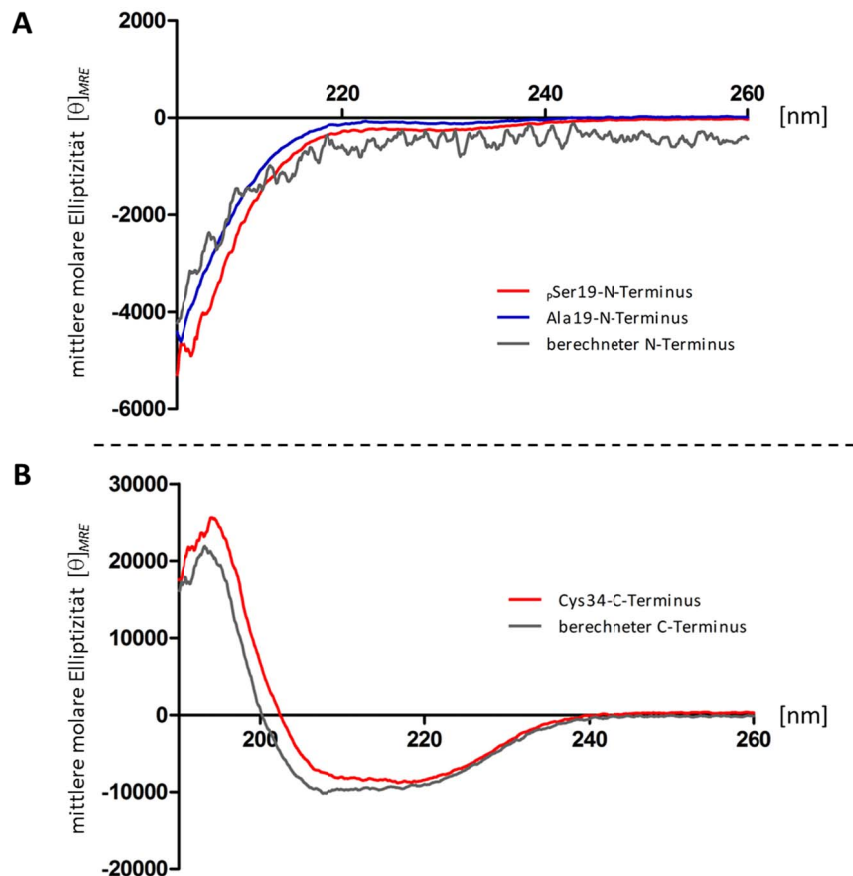 A
2000
220
240
260
[nm]
0
-2000
-4000
-6000
mittlere molare Elliptizität [θ]MRE
pSer19-N-Terminus
Ala19-N-Terminus
berechneter N-Terminus
B
30000
20000
10000
0
-10000
-20000
mittlere molare Elliptizität [θ]MRE
Cys34-C-Terminus
berechneter C-Terminus
[nm]
200
220
240
260